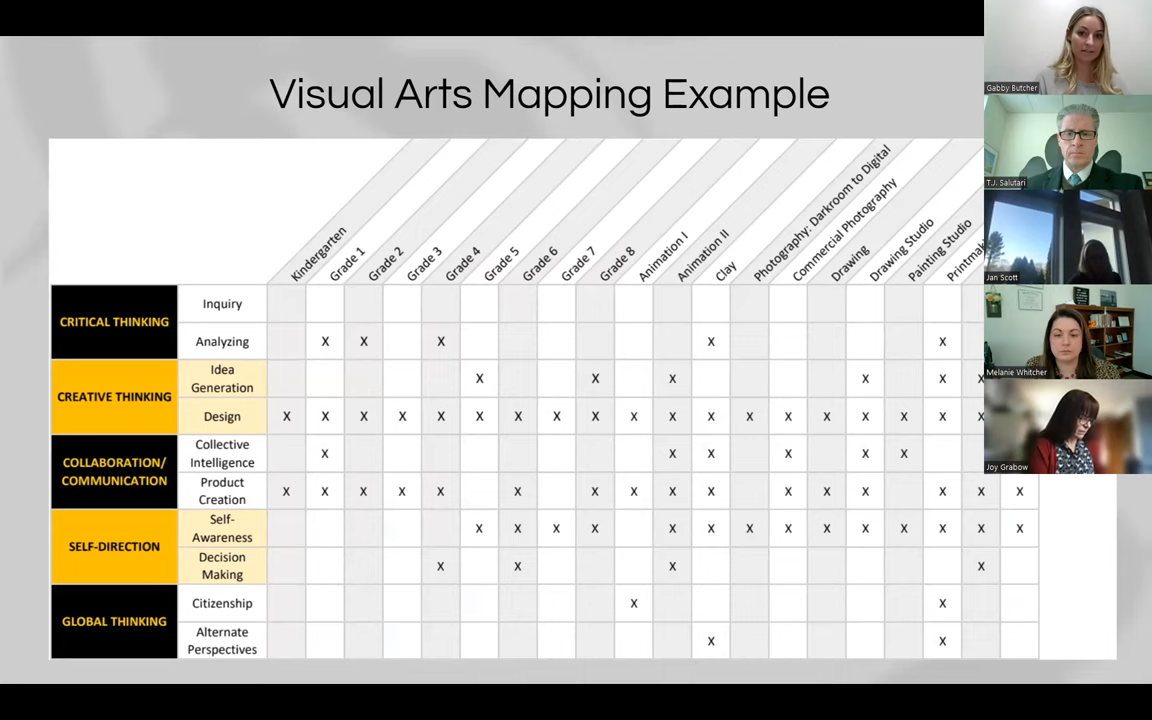 Visual Arts Mapping Example
Kindergarten
Grade 1
Grade 2
Grade 3
Grade 4
Grade 5
Grade 6
Grade 7
Grade 8
Animation I
Animation II
Clay
Photography: Darkroom to Digital
Commercial Photography
Drawing
Drawing Studio
Painting Studio
CRITICAL THINKING
Inquiry
Analyzing
X X X X X
CREATIVE THINKING
Idea
Generation
X X X X X X
Design
X X X X X X X X X X X X X X X X X X X
COLLABORATION/
COMMUNICATION
Collective
Intelligence
X X X X X X
Product
Creation
X X X X X X X X X X X X X X X X
SELF-DIRECTION
Self-
Awareness
X X X X X X X X X X X X X X
Decision
Making
X X X X
GLOBAL THINKING
Citizenship
X X
Alternate
Perspectives
X X
Gabby Butcher
T.J. Salutari
Jan Scott
Melanie Whitcher
Joy Grabow